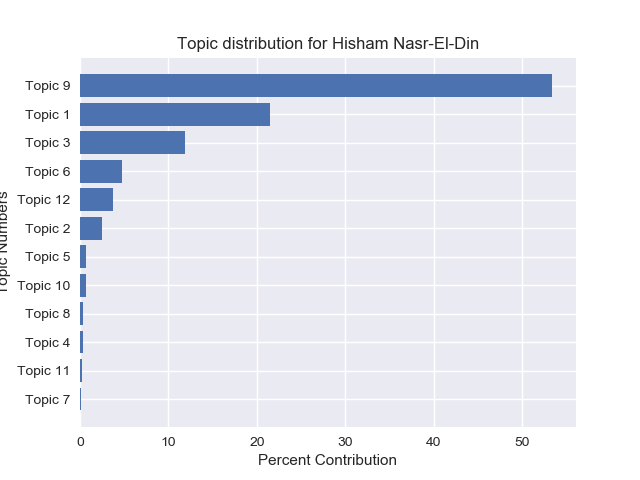 Topic distribution for Hisham Nasr-El-Din
Topic Numbers
Topic 9
Topic 1
Topic 3
Topic 6
Topic 12
Topic 2
Topic 5
Topic 10
Topic 8
Topic 4
Topic 11
Topic 7
0 10 20 30 40 50
Percent Contribution